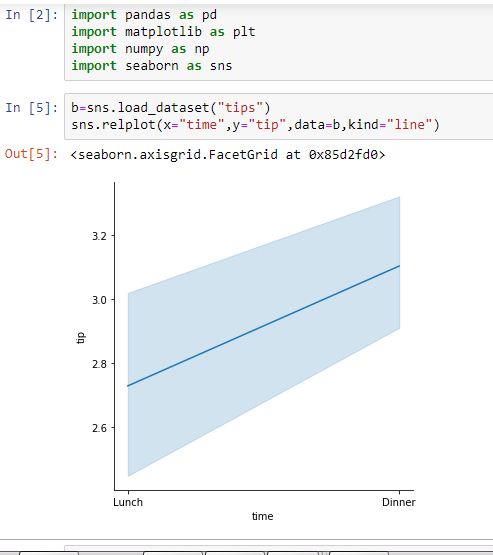 In [2]: import pandas as pd
import matplotlib as plt
import numpy as np
import seaborn as sns
In [5]: b=sns.load_dataset("tips")
sns.relplot(x="time",y="tip",data=b,kind="line")
Out[5]: <seaborn.axisgrid.FacetGrid at 0x85d2fd0>
3.2
3.0
tip
2.8
2.6
Lunch Dinner
time